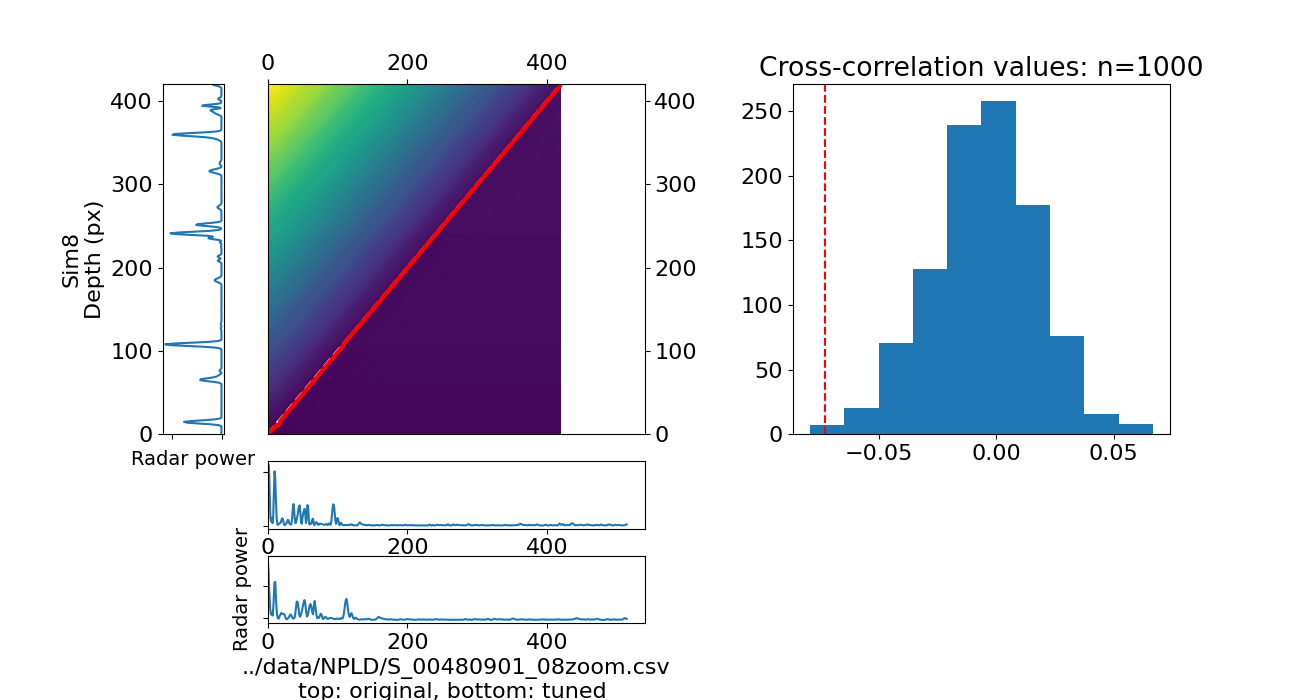 0 200 400
Cross-correlation values: n=1000
400
300
200
100
0
Sim8
Depth (px)
Radar power
400
300
200
100
0
250
200
150
100
50
0
−0.05 0.00 0.05
0 200 400
Radar power
0 200 400
../data/NPLD/S_00480901_08zoom.csv
top: original, bottom: tuned